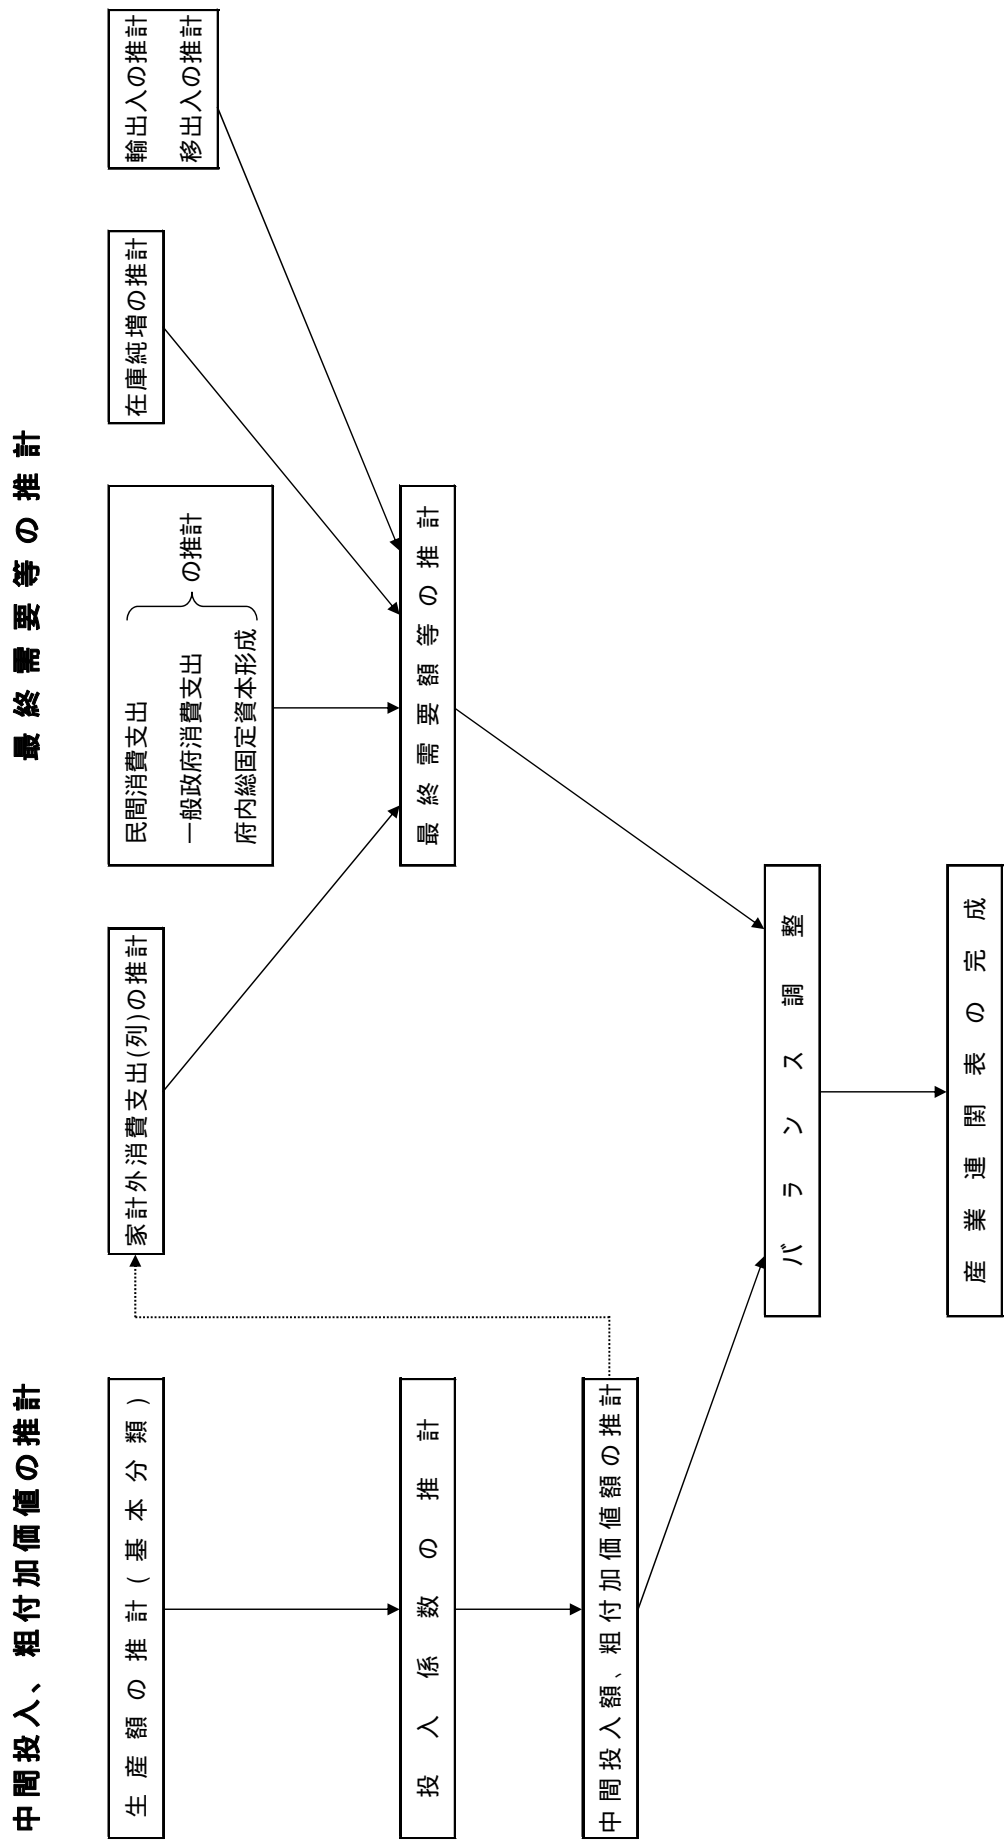 中間投入、粗付加価値の推計
最終需要等の推計
生産額の推計(基本分類)
家計外消費支出(列)の推計
民間消費支出
一般政府消費支出
府内総固定資本形成
の推計
在庫純増の推計
輸出入の推計
移出入の推計
投入係数の推計
最終需要額等の推計
中間投入額、粗付加価値額の推計
バランス調整
産業連関表の完成